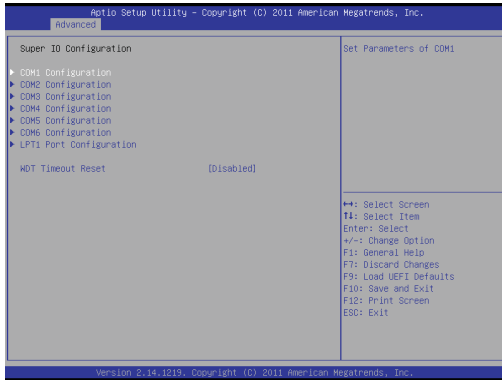 Aptio Setup Utility – Copyright (C) 2011 American Megatrends, Inc.
Advanced
Super IO Configuration
COM1 Configuration
COM2 Configuration
COM3 Configuration
COM4 Configuration
COM5 Configuration
COM6 Configuration
LPT1 Port Configuration
WDT Timeout Reset [Disabled]
Set Parameters of COM1
↔: Select Screen
↑↓: Select Item
Enter: Select
+/-: Change Option
F1: General Help
F7: Discard Changes
F9: Load UEFI Defaults
F10: Save and Exit
F12: Print Screen
ESC: Exit
Version 2.14.1219. Copyright (C) 2011 American Megatrends, Inc.